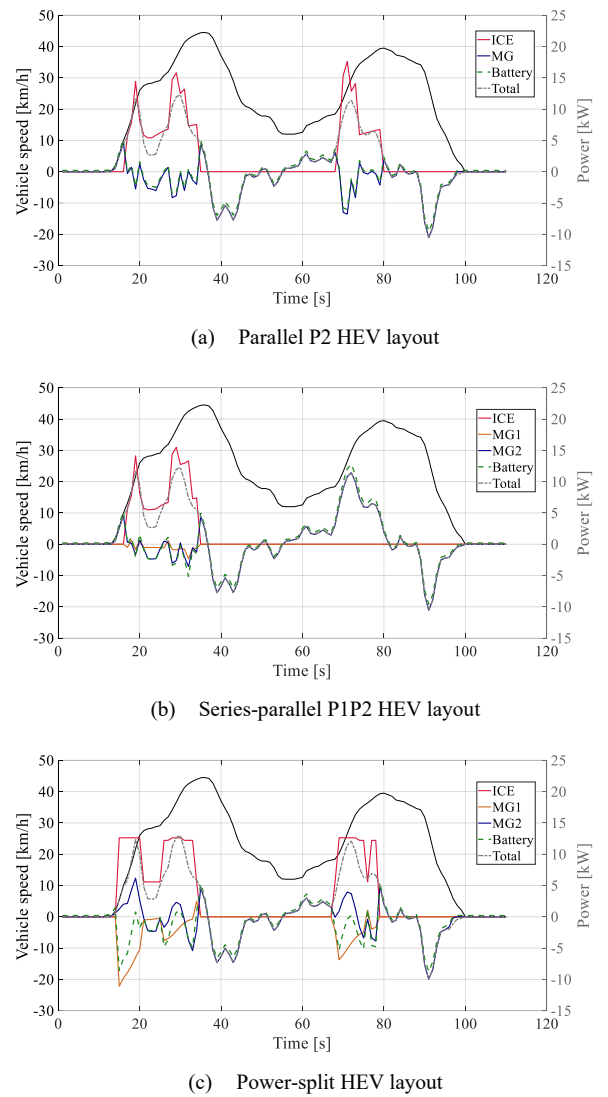 50
40
30
20
10
0
-10
-20
-30
Vehicle speed [km/h]
25
20
15
10
5
0
-5
-10
-15
Power [kW]
ICE
MG
Battery
Total
0 20 40 60 80 100 120
Time [s]
(a) Parallel P2 HEV layout
50
40
30
20
10
0
-10
-20
-30
Vehicle speed [km/h]
25
20
15
10
5
0
-5
-10
-15
Power [kW]
ICE
MG1
MG2
Battery
Total
0 20 40 60 80 100 120
Time [s]
(b) Series-parallel P1P2 HEV layout
50
40
30
20
10
0
-10
-20
-30
Vehicle speed [km/h]
25
20
15
10
5
0
-5
-10
-15
Power [kW]
ICE
MG1
MG2
Battery
Total
0 20 40 60 80 100 120
Time [s]
(c) Power-split HEV layout